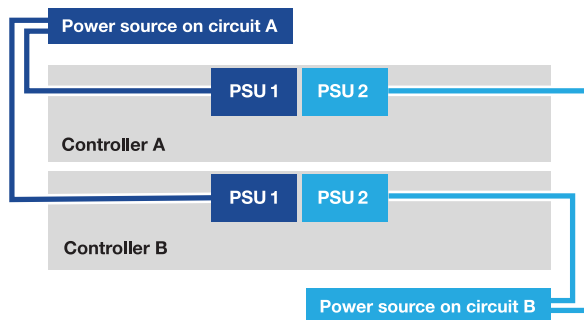 Power source on circuit A
PSU 1 PSU 2
Controller A
PSU 1 PSU 2
Controller B
Power source on circuit B